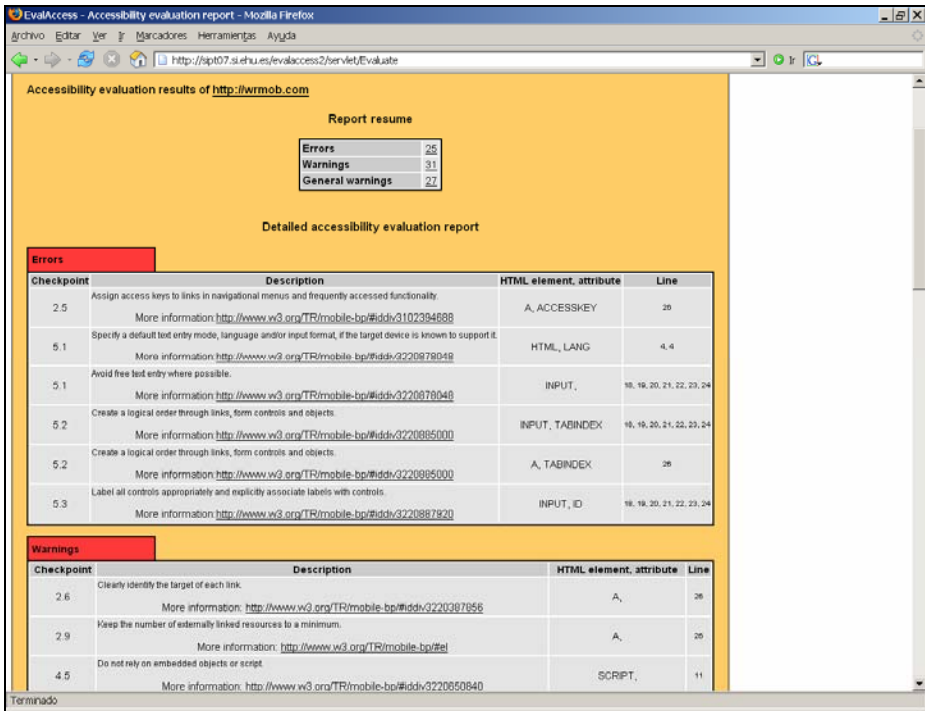 EvalAccess - Accessibility evaluation report - Mozilla Firefox
Archivo Editar Ver Ir Marcadores Herramientas Ayuda
http://sipt07.si.ehu.es/evalaccess2/servlet/Evaluate
Ir
Accessibility evaluation results of http://wrmob.com
Report resume
Errors 25
Warnings 31
General warnings 27
Detailed accessibility evaluation report
Errors
Checkpoint Description HTML element, attribute Line
Assign access keys to links in navigational menus and frequently accessed functionality.
2.5 A, ACCESSKEY 26
More information:http://www.w3.org/TR/mobile-bp/#iddiv3102394688
Specify a default text entry mode, language and/or input format, if the target device is known to support it.
5.1 HTML, LANG 4, 4
More information:http://www.w3.org/TR/mobile-bp/#iddiv3220878048
Avoid free text entry where possible.
5.1 INPUT, 18, 19, 20, 21, 22, 23, 24
More information:http://www.w3.org/TR/mobile-bp/#iddiv3220878048
Create a logical order through links, form controls and objects.
5.2 INPUT, TABINDEX 18, 19, 20, 21, 22, 23, 24
More information:http://www.w3.org/TR/mobile-bp/#iddiv3220885000
Create a logical order through links, form controls and objects.
5.2 A, TABINDEX 26
More information:http://www.w3.org/TR/mobile-bp/#iddiv3220885000
Label all controls appropriately and explicitly associate labels with controls.
5.3 INPUT, ID 18, 19, 20, 21, 22, 23, 24
More information:http://www.w3.org/TR/mobile-bp/#iddiv3220887920
Warnings
Checkpoint Description HTML element, attribute Line
Clearly identify the target of each link.
2.6 A, 26
More information: http://www.w3.org/TR/mobile-bp/#iddiv3220387856
Keep the number of externally linked resources to a minimum.
2.9 A, 26
More information: http://www.w3.org/TR/mobile-bp/#el
Do not rely on embedded objects or script.
4.5 SCRIPT, 11
More information: http://www.w3.org/TR/mobile-bp/#iddiv3220650840
Terminado